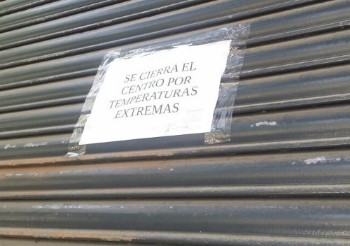 SE CIERRA EL
CENTRO POR
TEMPERATURAS
EXTREMAS